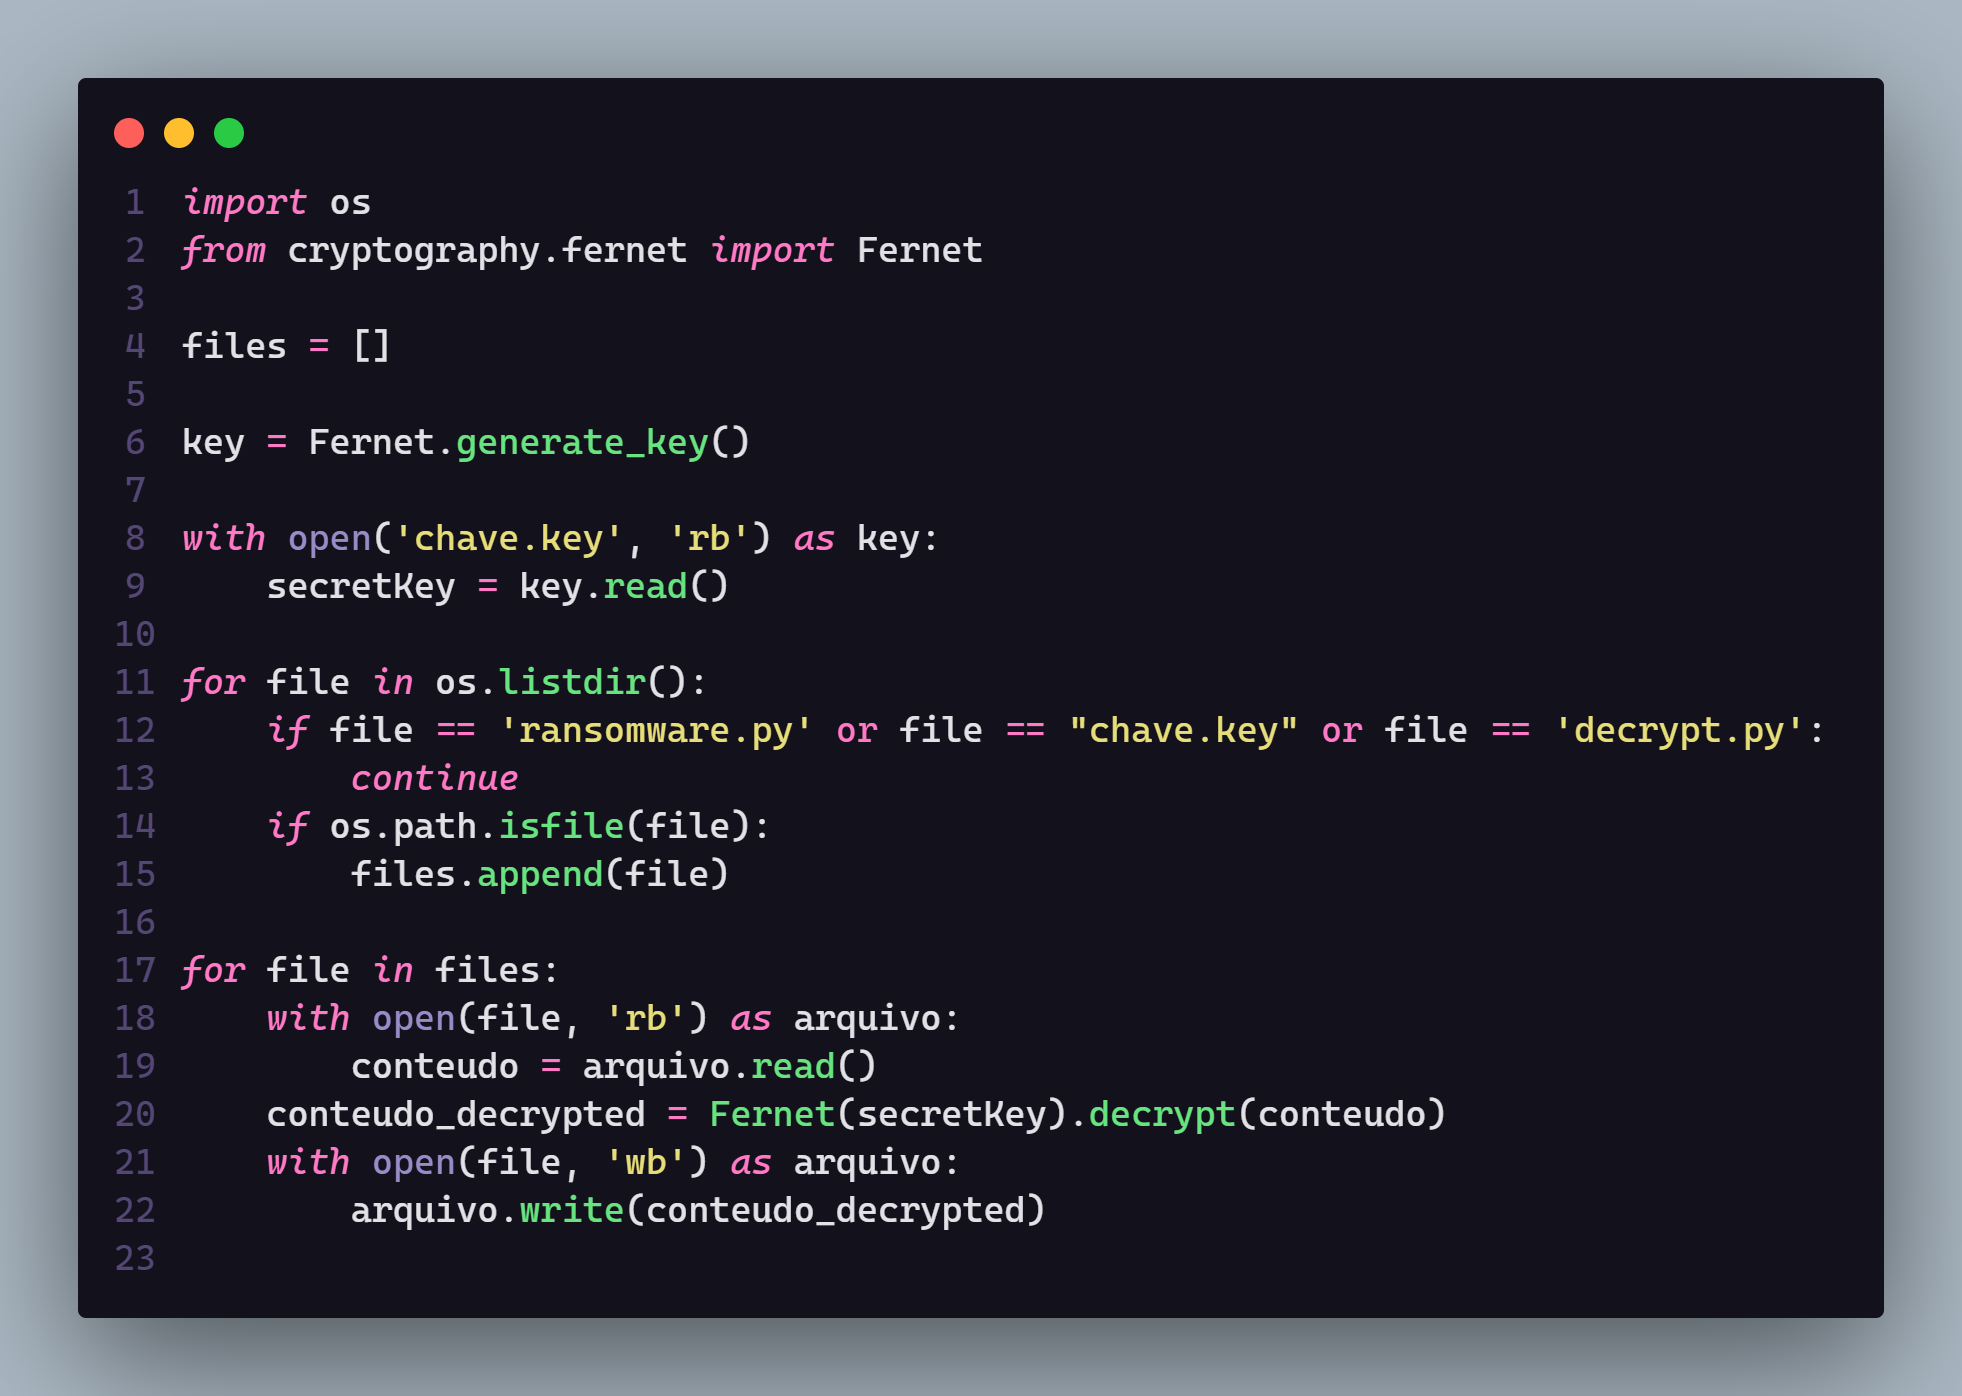 1 import os
2 from cryptography.fernet import Fernet
3
4 files = []
5
6 key = Fernet.generate_key()
7
8 with open('chave.key', 'rb') as key:
9     secretKey = key.read()
10
11 for file in os.listdir():
12     if file == 'ransomware.py' or file == "chave.key" or file == 'decrypt.py':
13         continue
14     if os.path.isfile(file):
15         files.append(file)
16
17 for file in files:
18     with open(file, 'rb') as arquivo:
19         conteudo = arquivo.read()
20     conteudo_decrypted = Fernet(secretKey).decrypt(conteudo)
21     with open(file, 'wb') as arquivo:
22         arquivo.write(conteudo_decrypted)
23